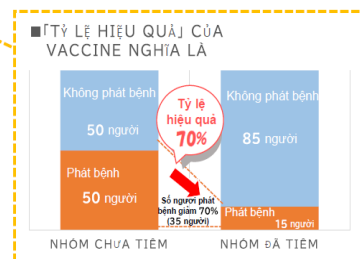 ■「TỶ LỆ HIỆU QUẢ」CỦA
VACCINE NGHĨA LÀ
Không phát bệnh
50 người
Phát bệnh
50 người
Tỷ lệ
hiệu quả
70%
Số người phát
bệnh giảm 70%
(35 người)
Không phát bệnh
85 người
Phát bệnh
15 người
NHÓM CHƯA TIÊM
NHÓM ĐÃ TIÊM